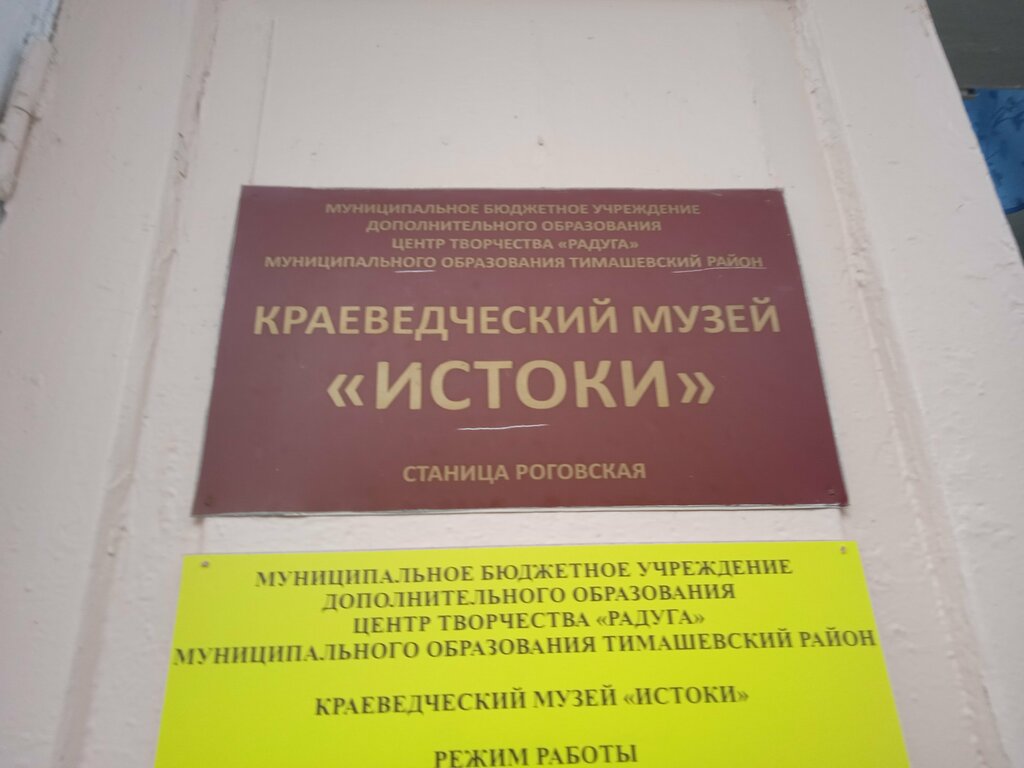 МУНИЦИПАЛЬНОЕ БЮДЖЕТНОЕ УЧРЕЖДЕНИЕ
ДОПОЛНИТЕЛЬНОГО ОБРАЗОВАНИЯ
ЦЕНТР ТВОРЧЕСТВА «РАДУГА»
МУНИЦИПАЛЬНОГО ОБРАЗОВАНИЯ ТИМАШЕВСКИЙ РАЙОН
КРАЕВЕДЧЕСКИЙ МУЗЕЙ
«ИСТОКИ»
СТАНИЦА РОГОВСКАЯ
МУНИЦИПАЛЬНОЕ БЮДЖЕТНОЕ УЧРЕЖДЕНИЕ
ДОПОЛНИТЕЛЬНОГО ОБРАЗОВАНИЯ
ЦЕНТР ТВОРЧЕСТВА «РАДУГА»
МУНИЦИПАЛЬНОГО ОБРАЗОВАНИЯ ТИМАШЕВСКИЙ РАЙОН
КРАЕВЕДЧЕСКИЙ МУЗЕЙ «ИСТОКИ»
РЕЖИМ РАБОТЫ